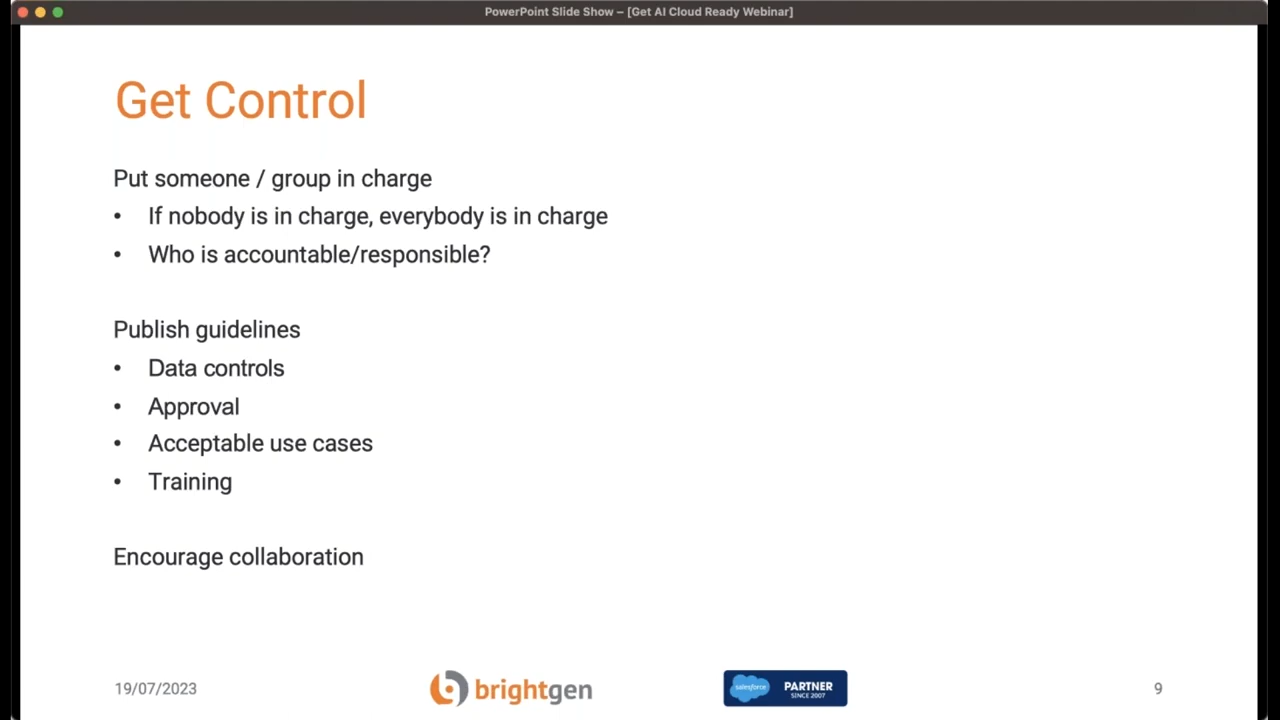 PowerPoint Slide Show – [Get AI Cloud Ready Webinar]
Get Control
Put someone / group in charge
• If nobody is in charge, everybody is in charge
• Who is accountable/responsible?
Publish guidelines
• Data controls
• Approval
• Acceptable use cases
• Training
Encourage collaboration
19/07/2023
brightgen
salesforce
PARTNER
SINCE 2007
9